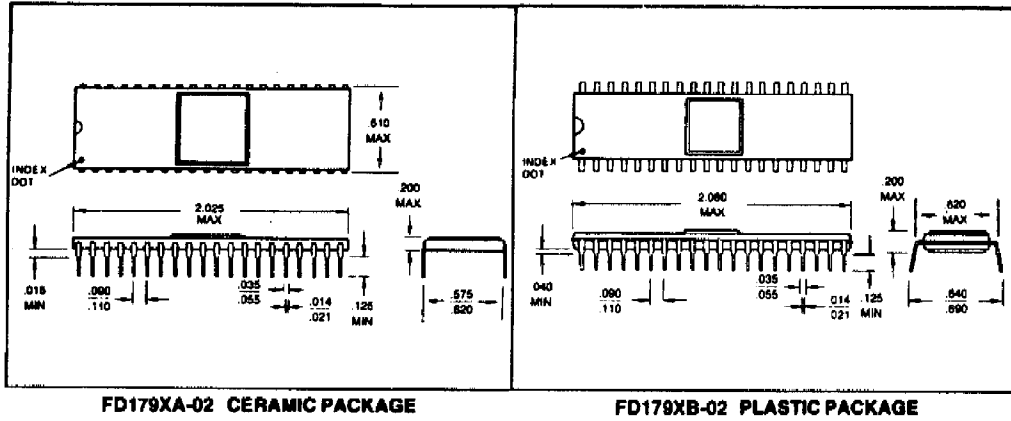 .610
MAX
INDEX
DOT
2.025
MAX
.200
MAX
.015
MIN
.090
.110
.035
.055
.014
.021
.125
MIN
.575
.620
FD179XA-02 CERAMIC PACKAGE
INDEX
DOT
2.060
MAX
.200
MAX
.620
MAX
.040
MIN
.090
.110
.035
.055
.014
.021
.125
MIN
.640
.690
FD179XB-02 PLASTIC PACKAGE